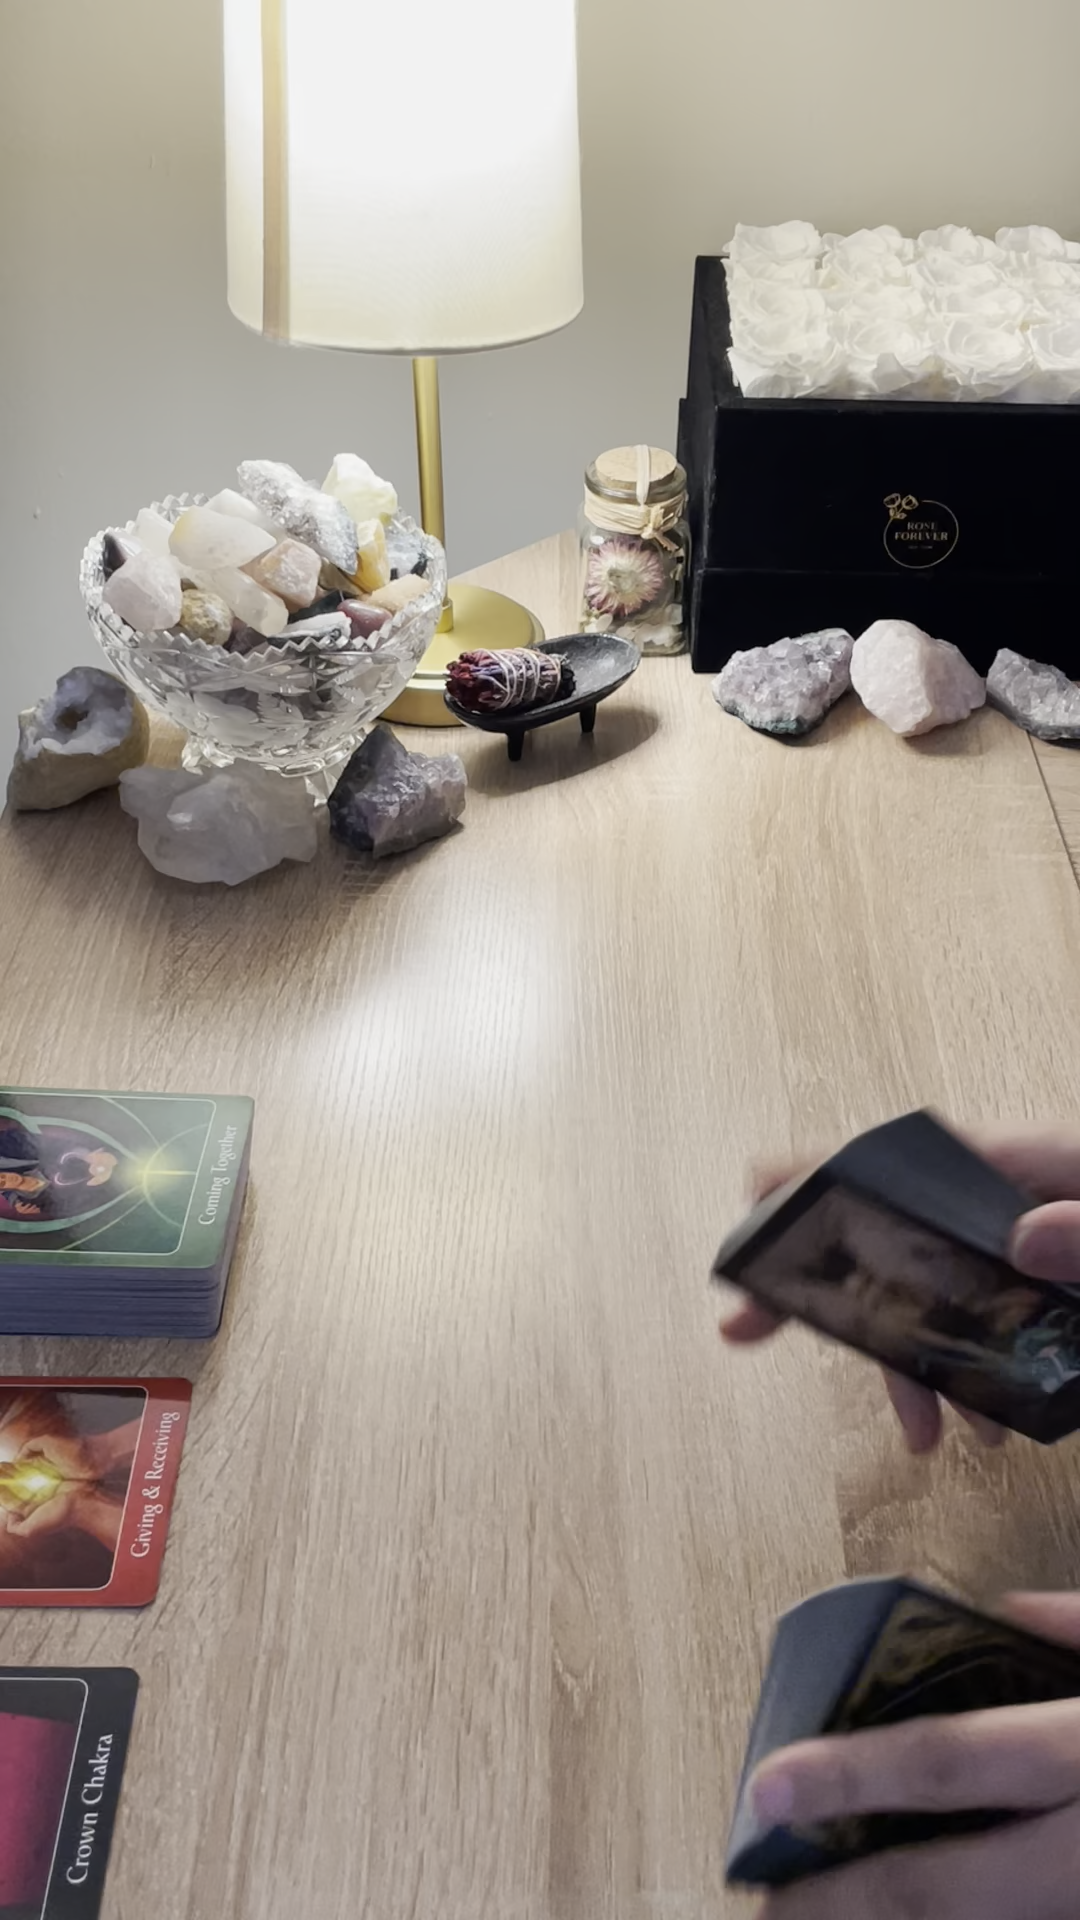 ROSE
FOREVER
Coming Together
Giving & Receiving
Crown Chakra